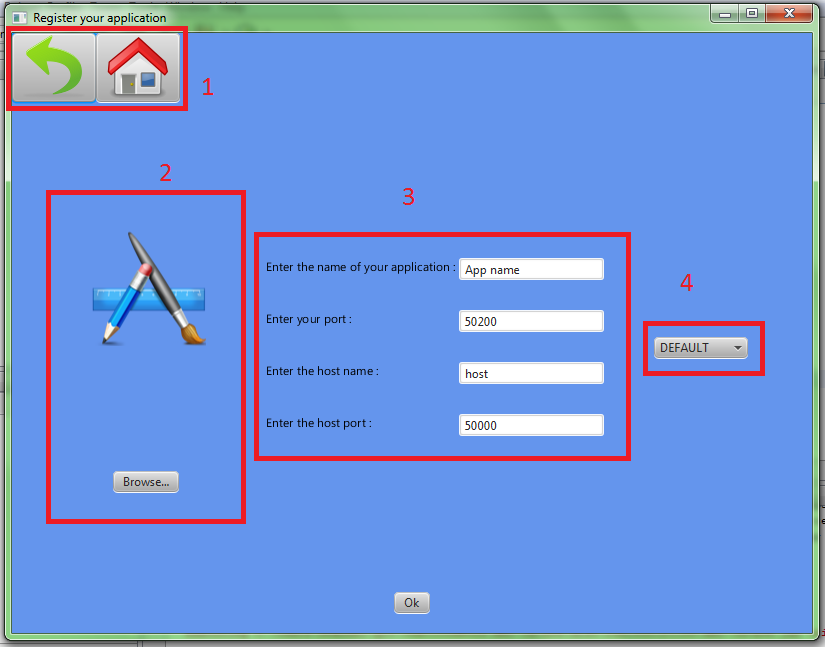 Register your application
1
2
3
Enter the name of your application : App name
4
Enter your port : 50200
DEFAULT
Enter the host name : host
Enter the host port : 50000
Browse...
Ok